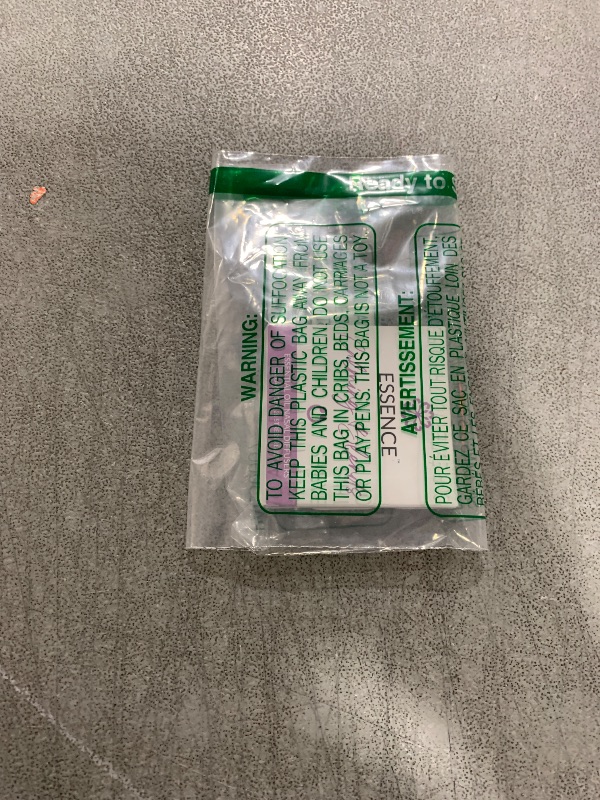 Ready to
WARNING:
TO AVOID DANGER OF SUFFOCATION
KEEP THIS PLASTIC BAG AWAY FROM
BABIES AND CHILDREN. DO NOT USE
THIS BAG IN CRIBS, BEDS, CARRIAGES
OR PLAY PENS. THIS BAG IS NOT A TOY.
ESSENCE
AVERTISSEMENT:
POUR ÉVITER TOUT RISQUE D'ÉTOUFFEMENT,
GARDEZ CE SAC EN PLASTIQUE LOIN DES